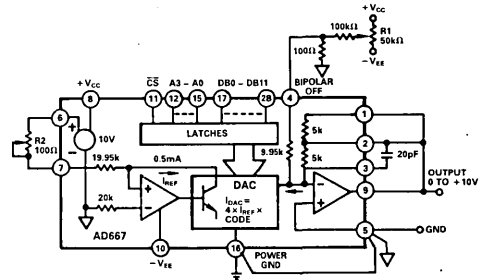 +VCC
100kΩ
R1
50kΩ
100Ω
-VEE
+VCC
CS A3 - A0 DB0 - DB11
BIPOLAR
OFF
8
11
12
15
17
28
4
6
10V
R2
100Ω
7
LATCHES
9.95k
5k
5k
1
2
3
20pF
19.95k
0.5mA
IREF
20k
DAC
IDAC =
4 × IREF ×
CODE
9
OUTPUT
0 TO +10V
5
GND
AD667
10
-VEE
16
POWER
GND